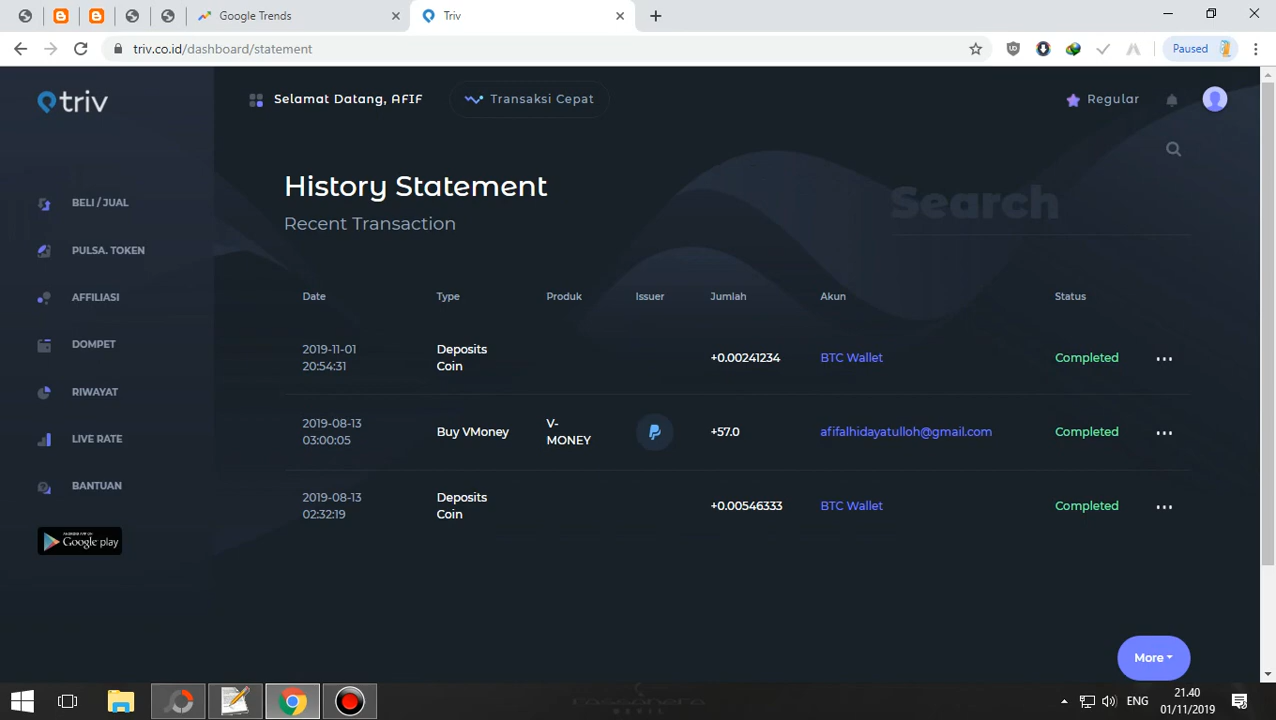 Google Trends
Triv
triv.co.id/dashboard/statement
Paused
triv
Selamat Datang, AFIF
Transaksi Cepat
Regular
History Statement
Recent Transaction
Search
BELI / JUAL
PULSA. TOKEN
AFFILIASI
DOMPET
RIWAYAT
LIVE RATE
BANTUAN
Google play
Date Type Produk Issuer Jumlah Akun Status
2019-11-01
20:54:31
Deposits
Coin
+0.00241234
BTC Wallet
Completed
2019-08-13
03:00:05
Buy VMoney
V-
MONEY
+57.0
afifalhidayatulloh@gmail.com
Completed
2019-08-13
02:32:19
Deposits
Coin
+0.00546333
BTC Wallet
Completed
More
ENG
21.40
01/11/2019